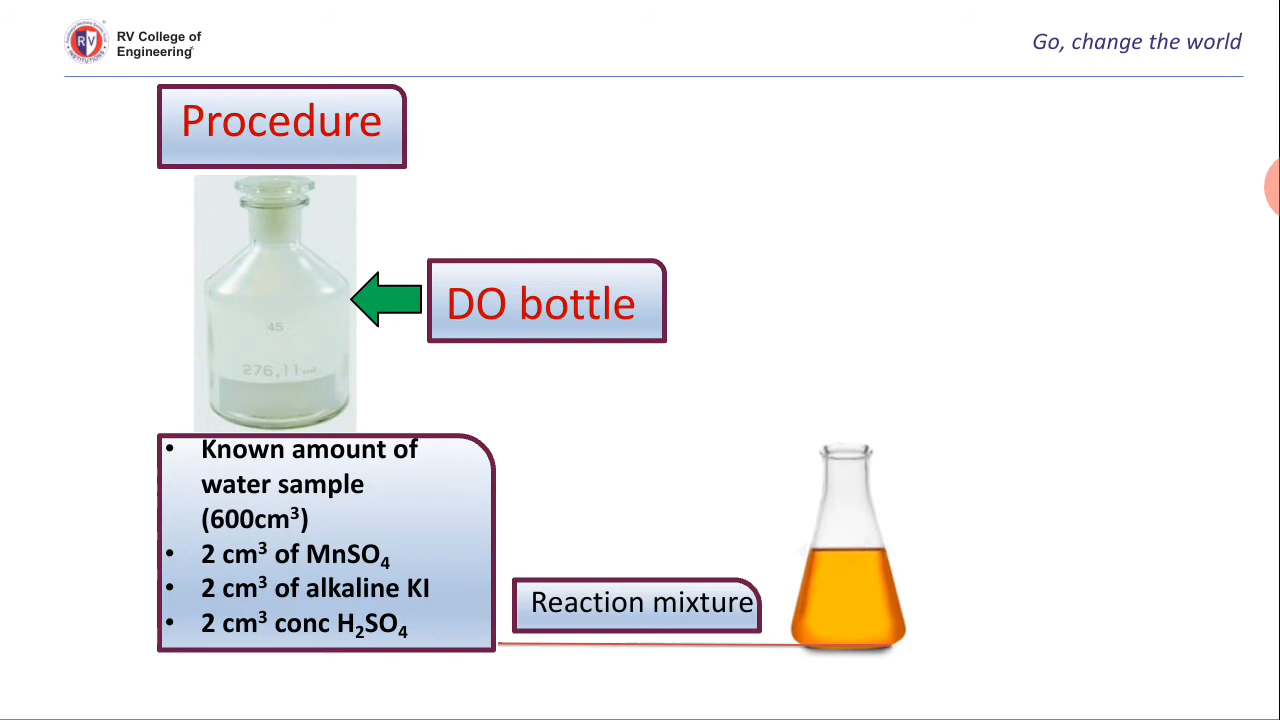 RV College of
Engineering
Go, change the world
Procedure
DO bottle
45
276,11 ml
• Known amount of
water sample
(600cm³)
• 2 cm³ of MnSO₄
• 2 cm³ of alkaline KI
• 2 cm³ conc H₂SO₄
Reaction mixture